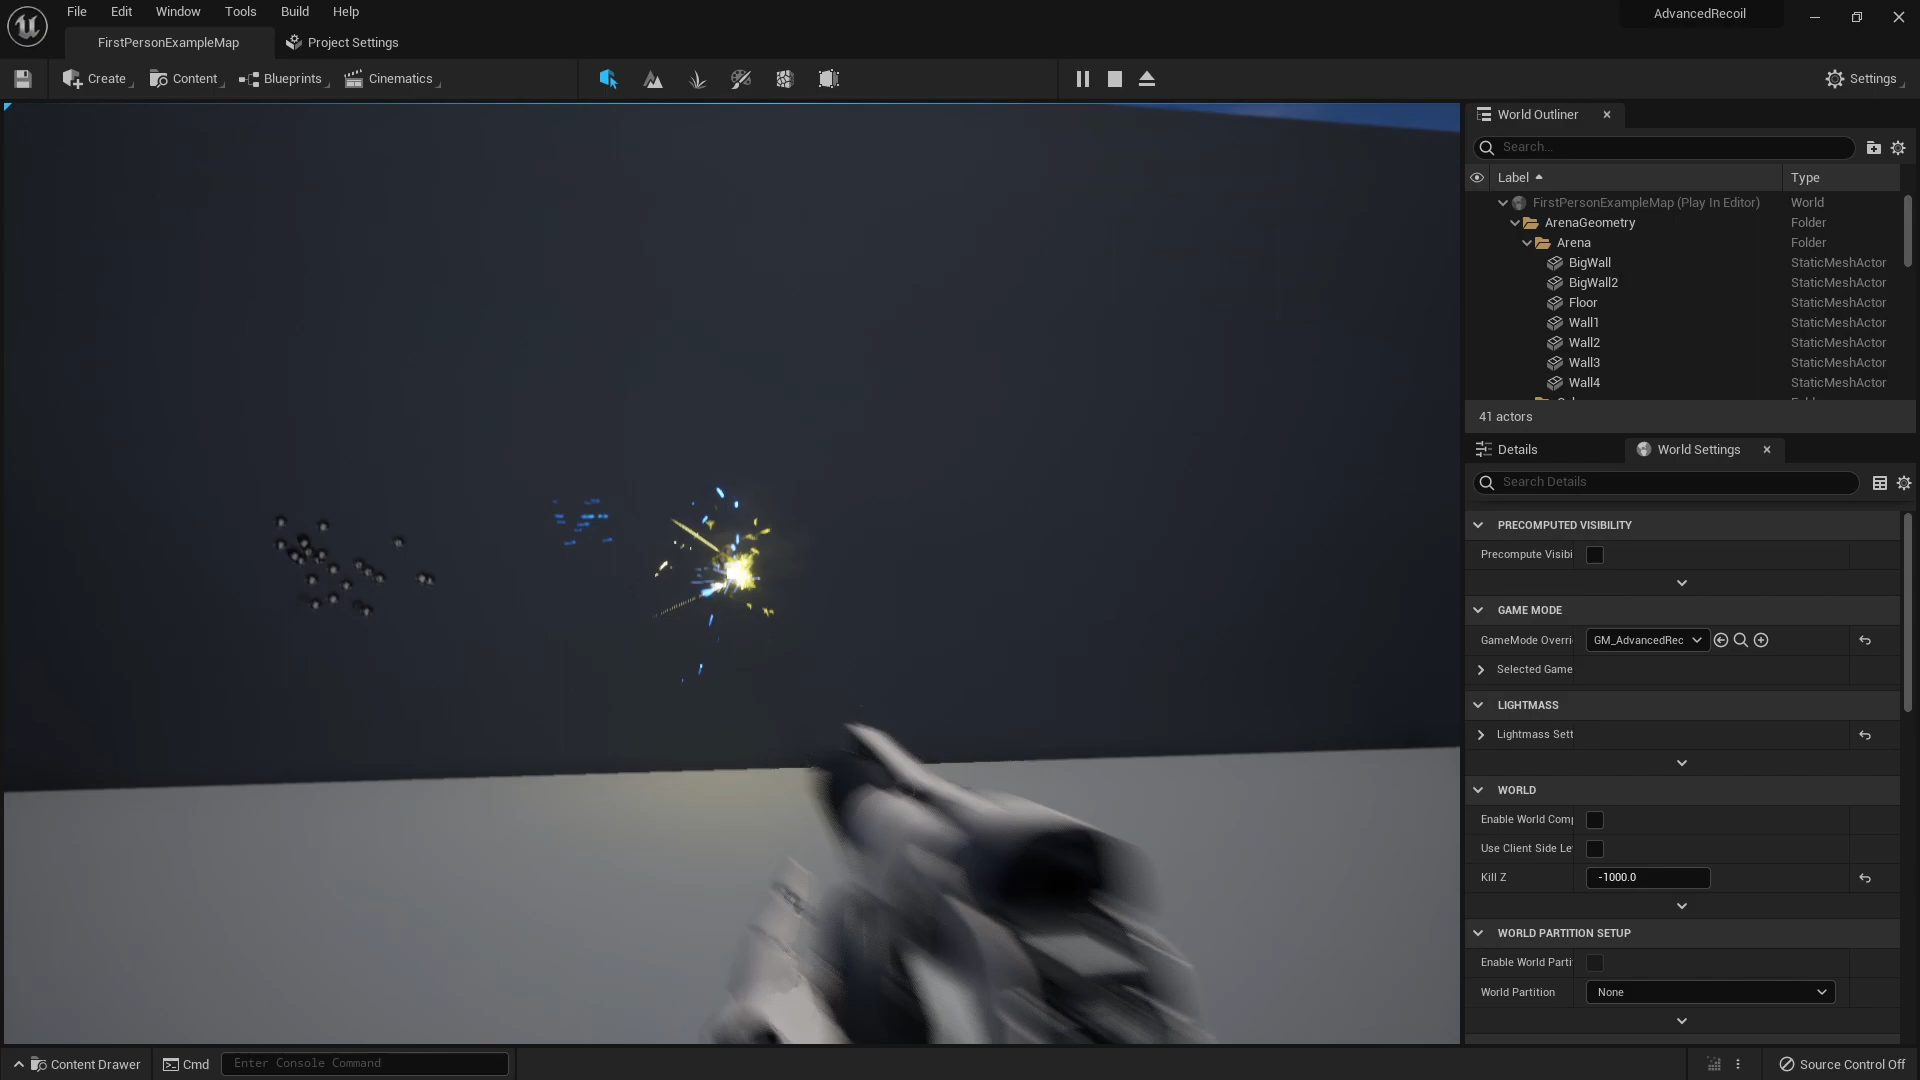 File Edit Window Tools Build Help
AdvancedRecoil
FirstPersonExampleMap
Project Settings
Create
Content
Blueprints
Cinematics
Settings
World Outliner
Search...
Label Type
FirstPersonExampleMap (Play In Editor) World
ArenaGeometry Folder
Arena Folder
BigWall StaticMeshActor
BigWall2 StaticMeshActor
Floor StaticMeshActor
Wall1 StaticMeshActor
Wall2 StaticMeshActor
Wall3 StaticMeshActor
Wall4 StaticMeshActor
41 actors
Details
World Settings
Search Details
PRECOMPUTED VISIBILITY
Precompute Visibi
GAME MODE
GameMode Overri GM_AdvancedRec
Selected Game
LIGHTMASS
Lightmass Sett
WORLD
Enable World Comp
Use Client Side Le
Kill Z -1000.0
WORLD PARTITION SETUP
Enable World Parti
World Partition None
Content Drawer
Cmd
Enter Console Command
Source Control Off